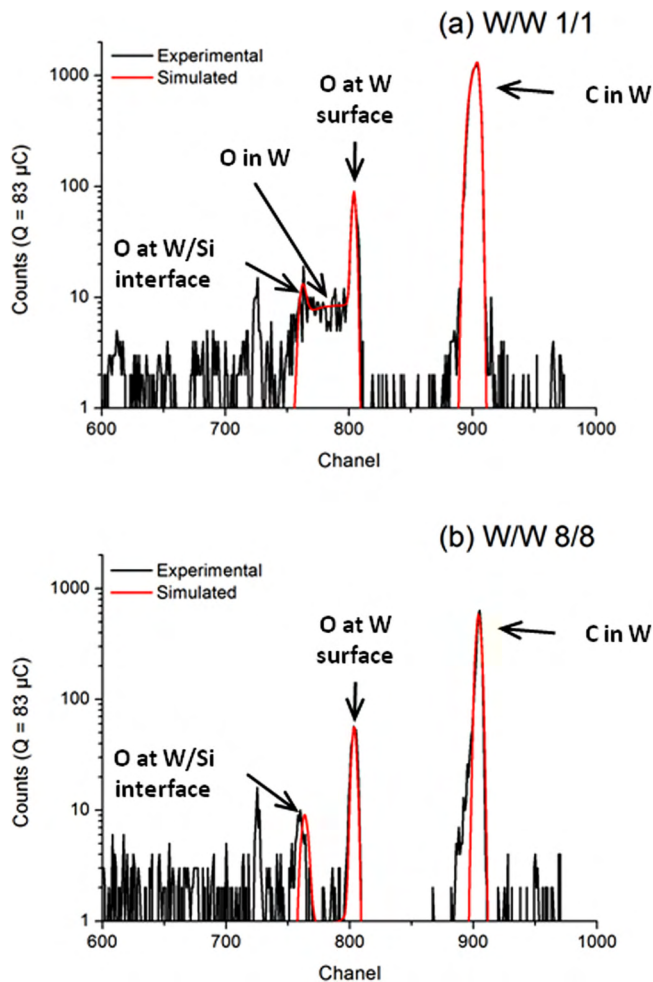 (a) W/W 1/1
Experimental
Simulated
1000
100
10
1
Counts (Q = 83 µC)
O at W
surface
C in W
O in W
O at W/Si
interface
600
700
800
900
1000
Chanel
(b) W/W 8/8
Experimental
Simulated
1000
100
10
1
Counts (Q = 83 µC)
O at W
surface
C in W
O at W/Si
interface
600
700
800
900
1000
Chanel